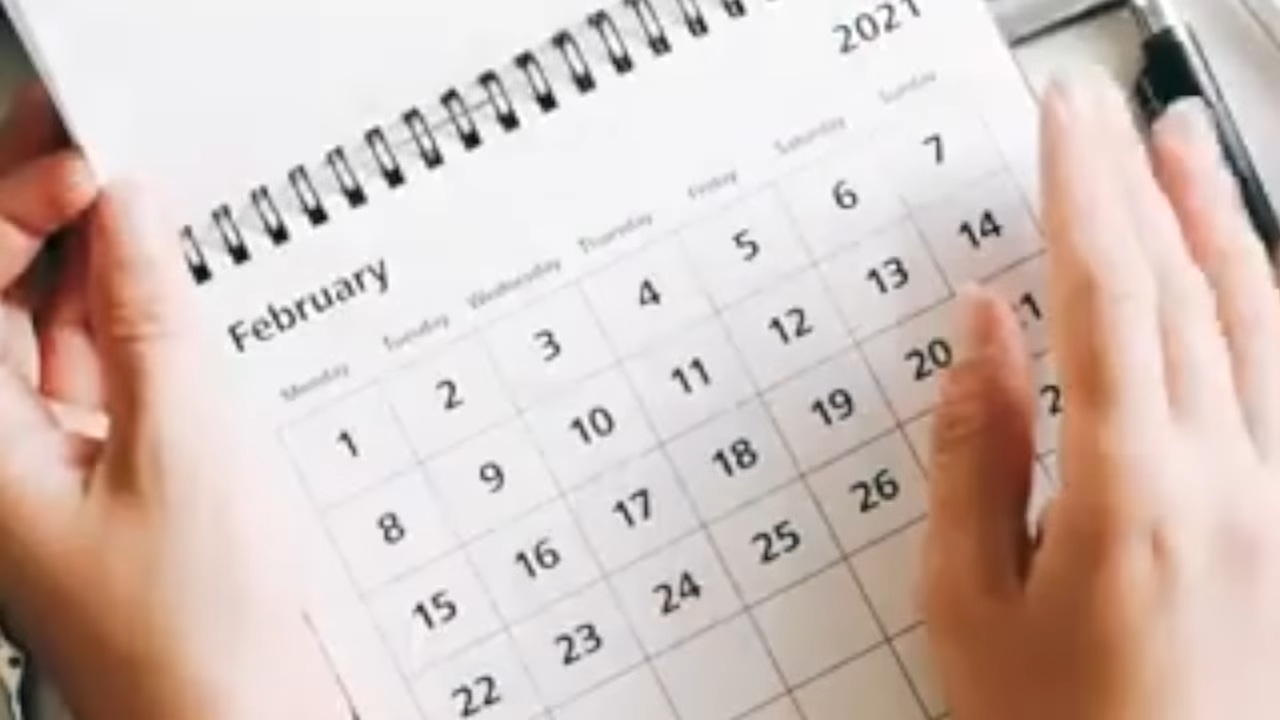 2021
February
Monday Tuesday Wednesday Thursday Friday Saturday Sunday
1 2 3 4 5 6 7
8 9 10 11 12 13 14
15 16 17 18 19 20
22 23 24 25 26